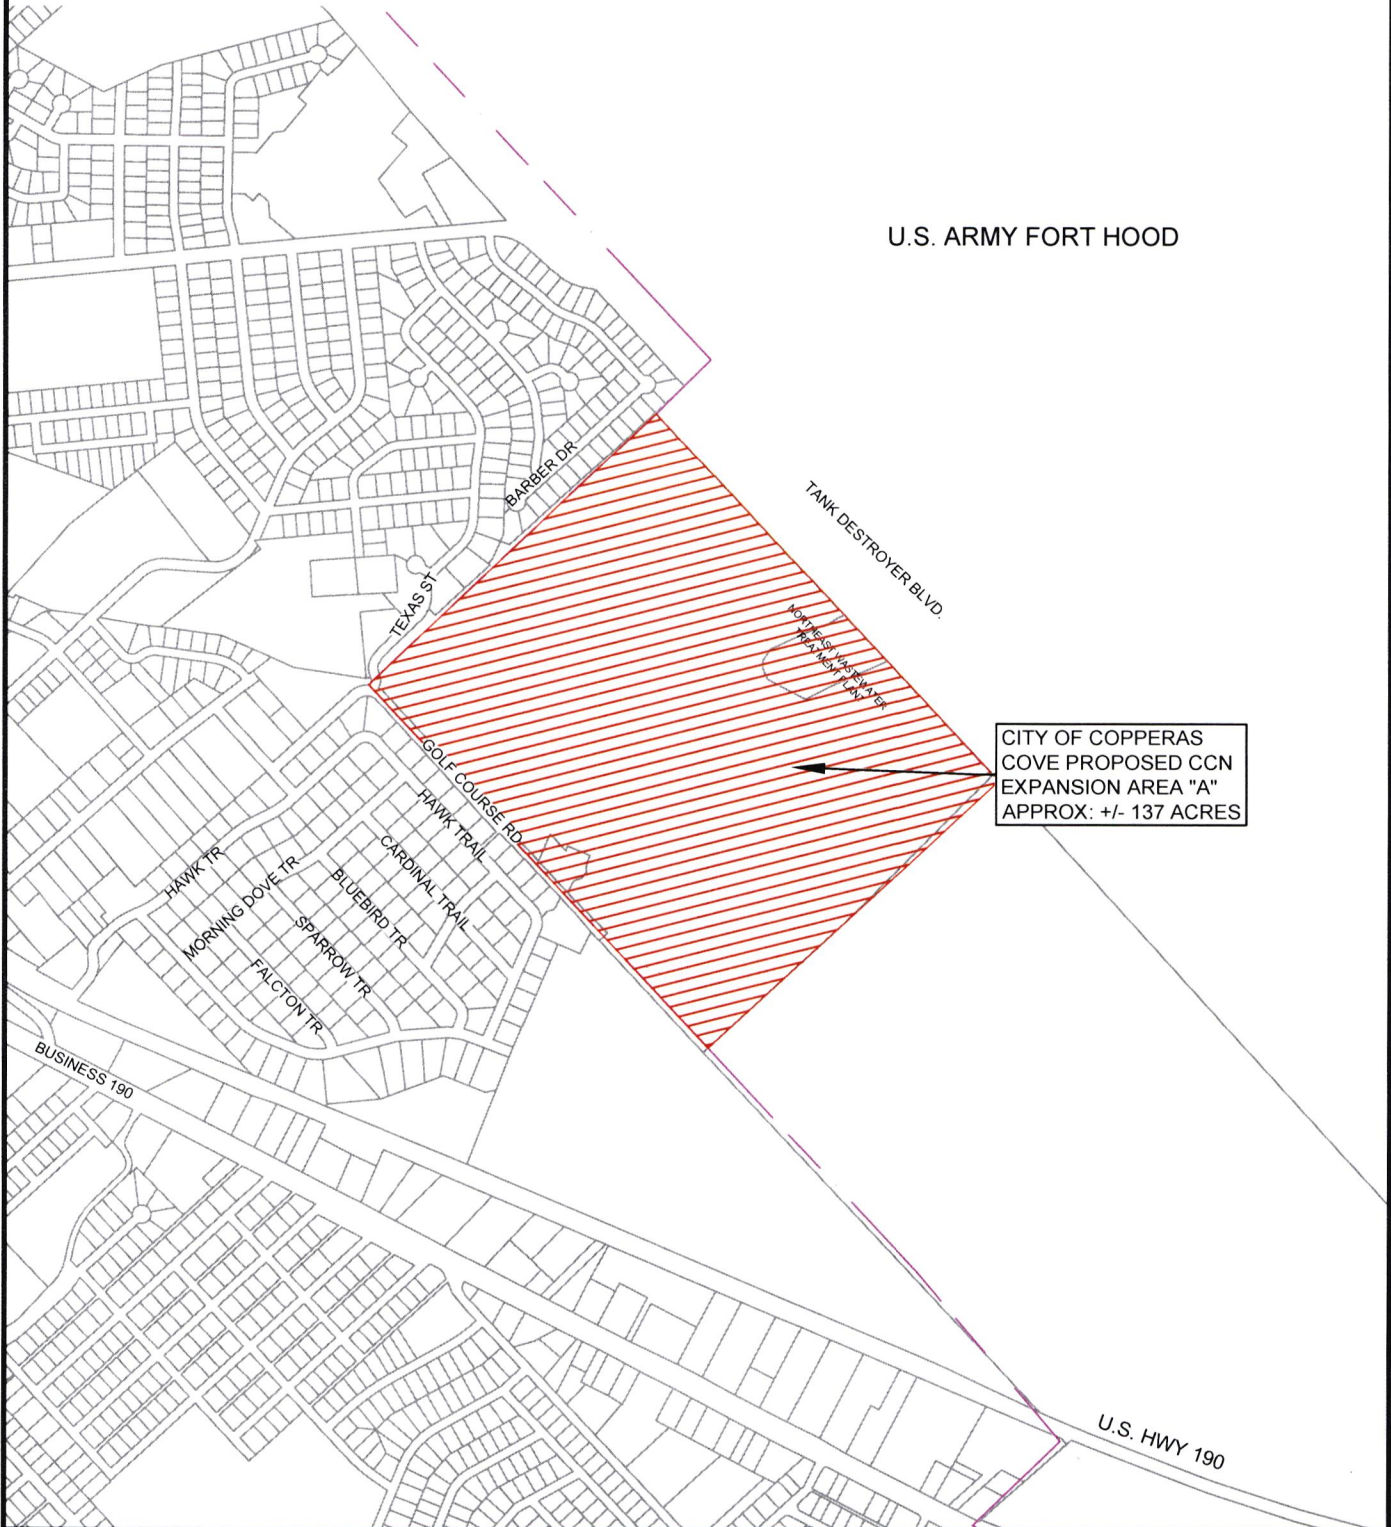 U.S. ARMY FORT HOOD
BARBER DR
TANK DESTROYER BLVD.
TEXAS ST
NORTHEAST WASTEWATER
TREATMENT PLANT
CITY OF COPPERAS
COVE PROPOSED CCN
EXPANSION AREA "A"
APPROX: +/- 137 ACRES
GOLF COURSE RD
HAWK TRAIL
CARDINAL TRAIL
HAWK TR
MORNING DOVE TR
BLUEBIRD TR
SPARROW TR
FALCTON TR
BUSINESS 190
U.S. HWY 190